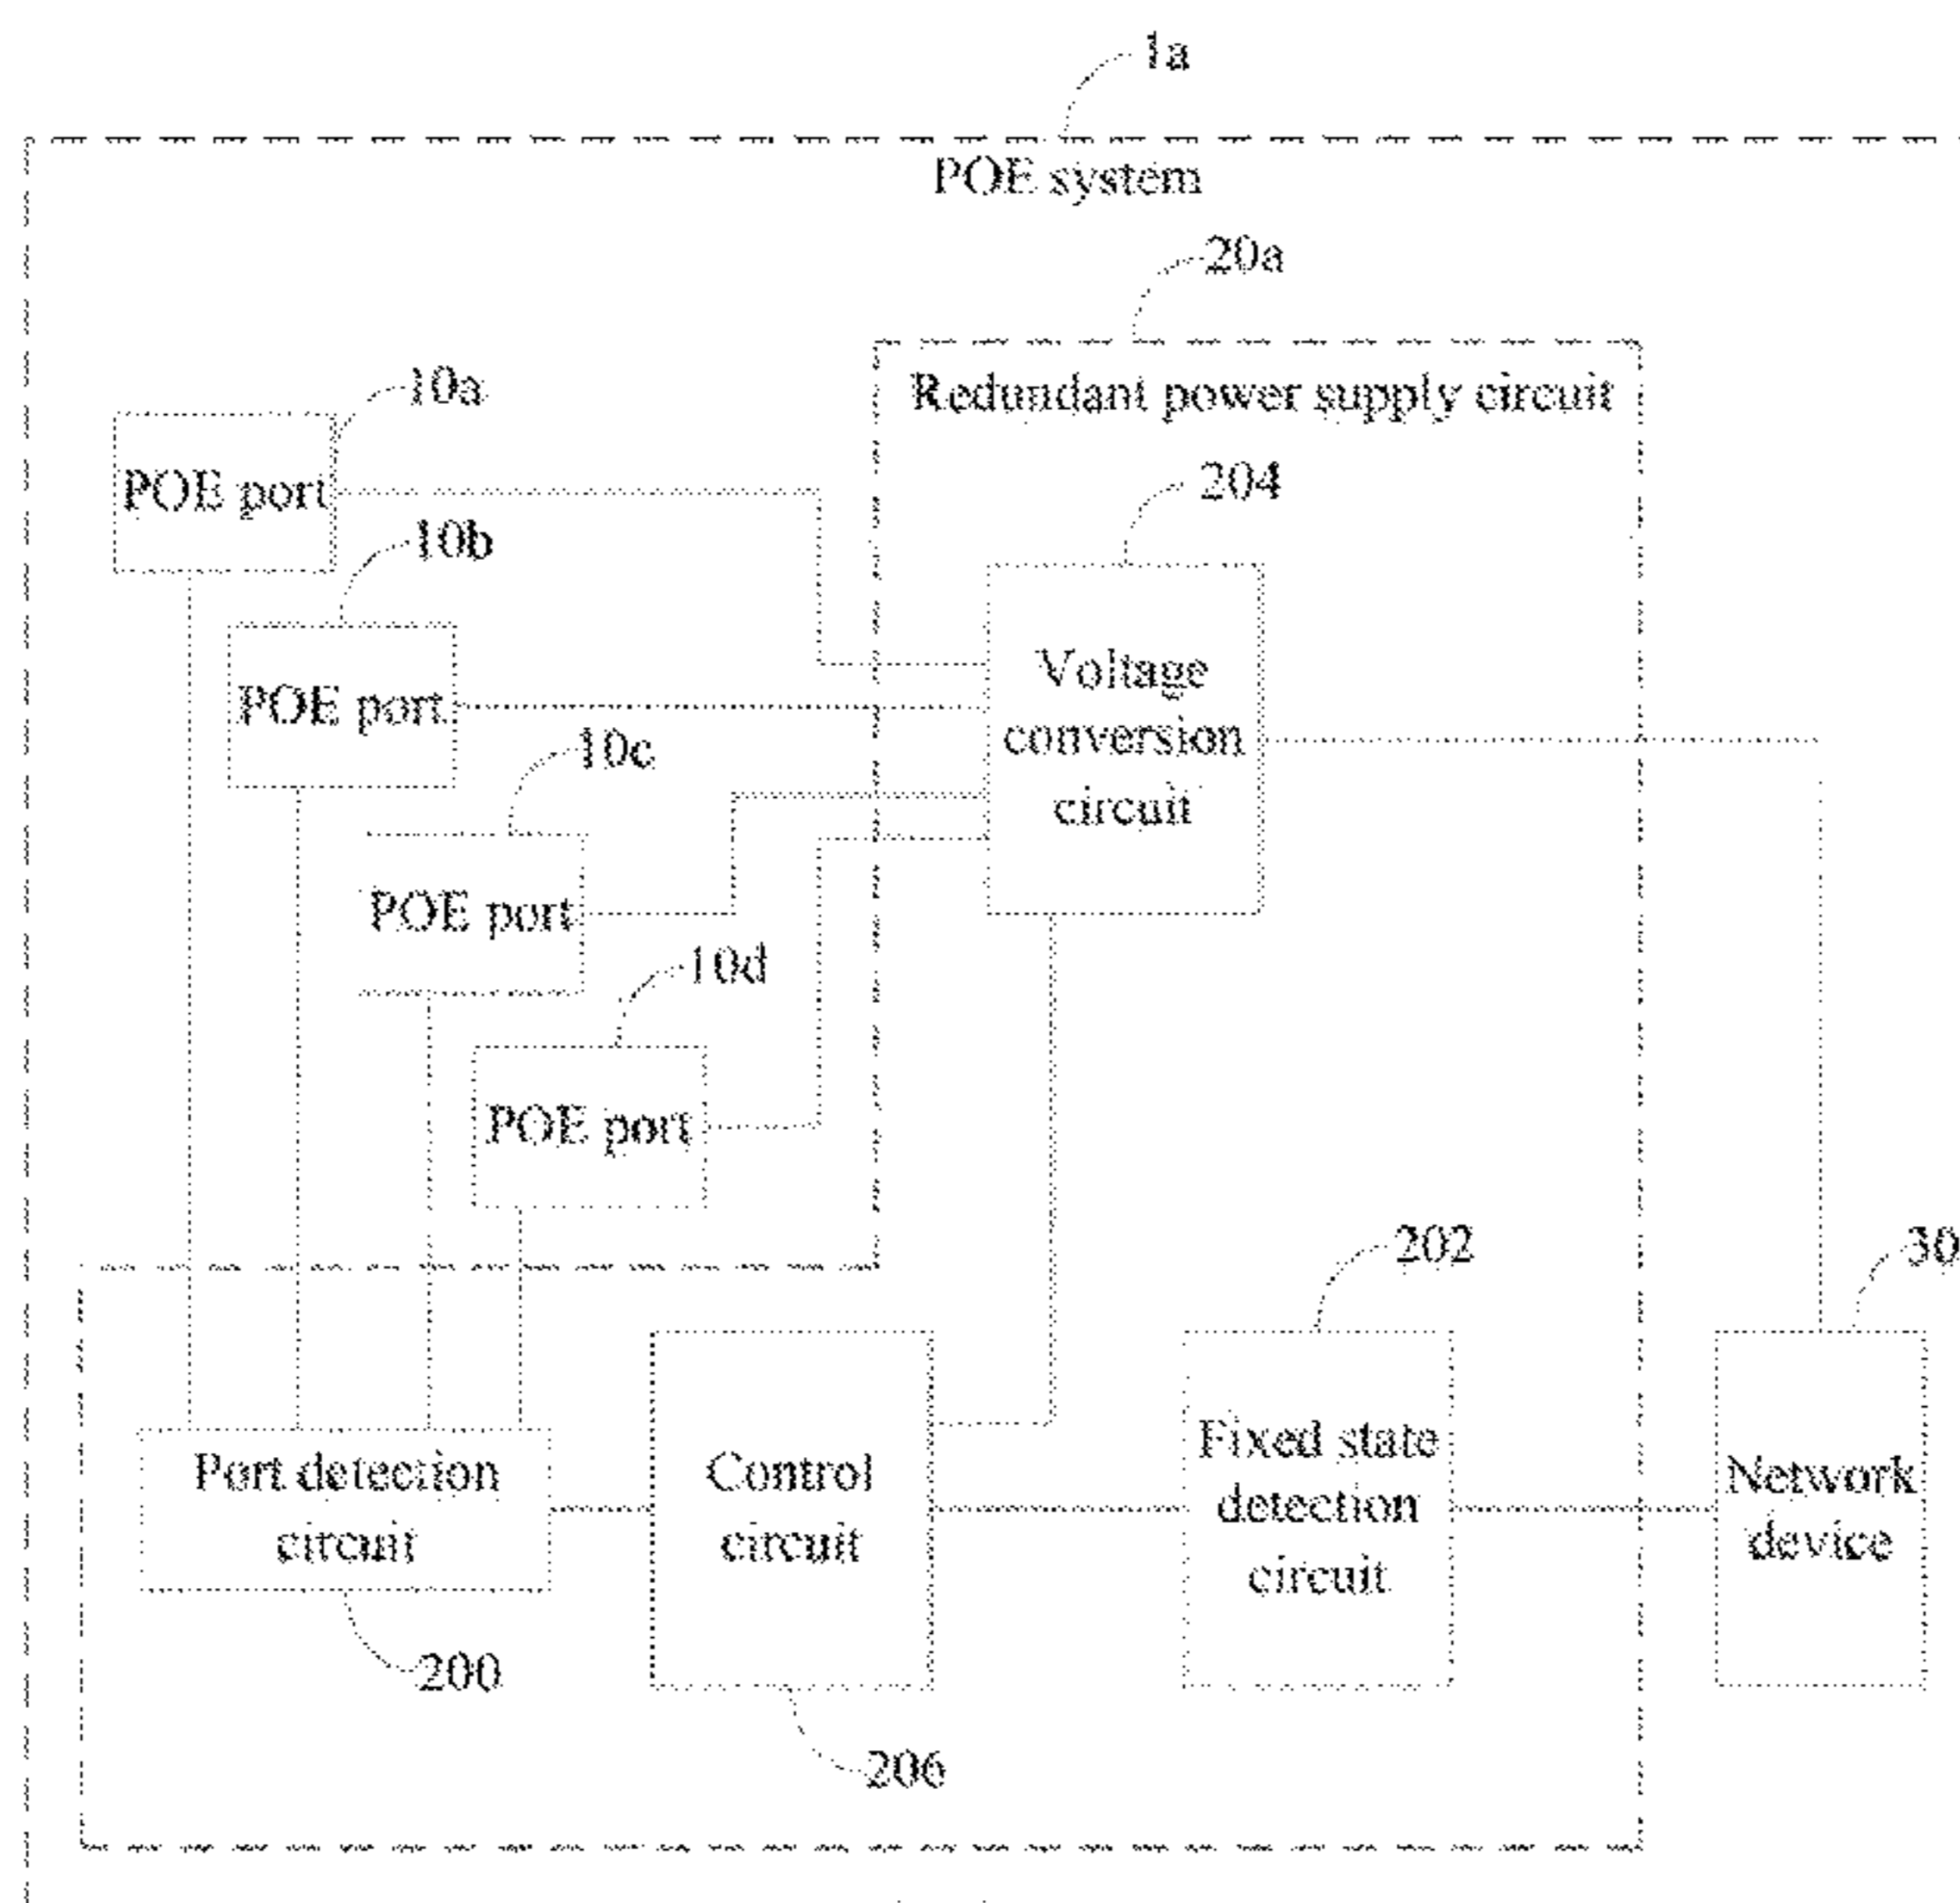 1a
POE system
20a
Redundant power supply circuit
10a
POE port
204
10b
POE port
Voltage
conversion
circuit
10c
POE port
10d
POE port
202
30
Port detection
circuit
Control
circuit
Fixed state
detection
circuit
Network
device
200
206